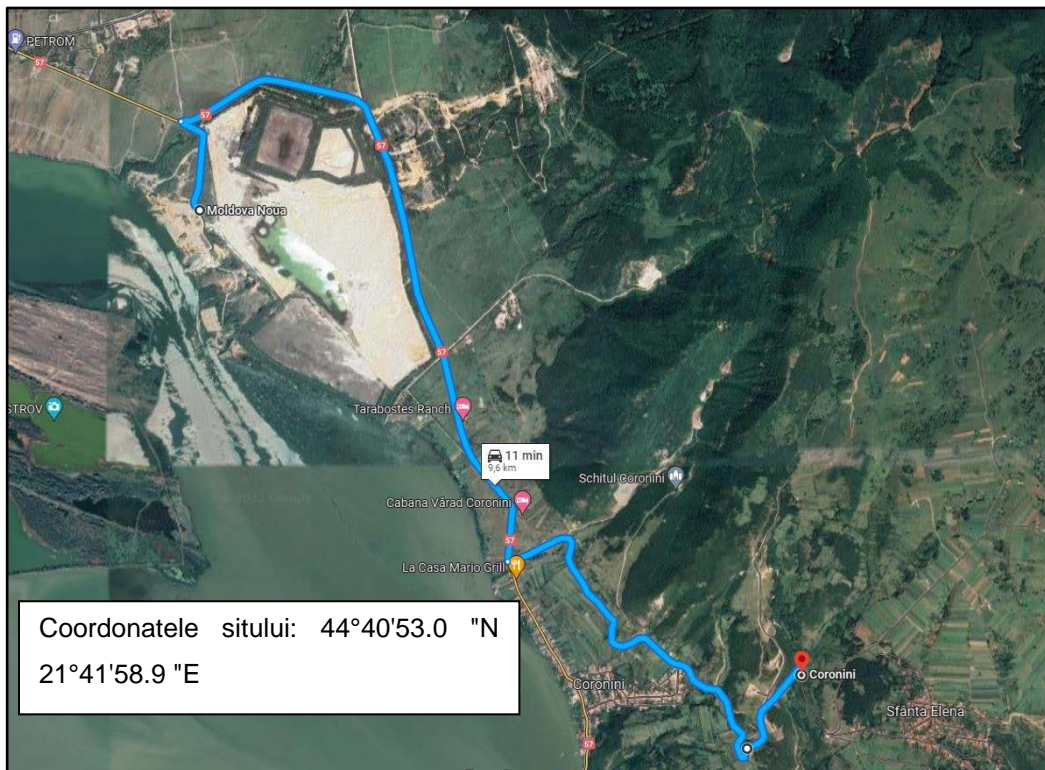 PETROM
57
57
57
Moldova Noua
57
Tarabostes Ranch
STROV
11 min
9,6 km
Schitul Coronini
Cabana Vărad Coronini
57
La Casa Mario Grill
Coordonatele sitului: 44°40'53.0 "N
21°41'58.9 "E
Coronini
Coronini
Sfânta Elena
57